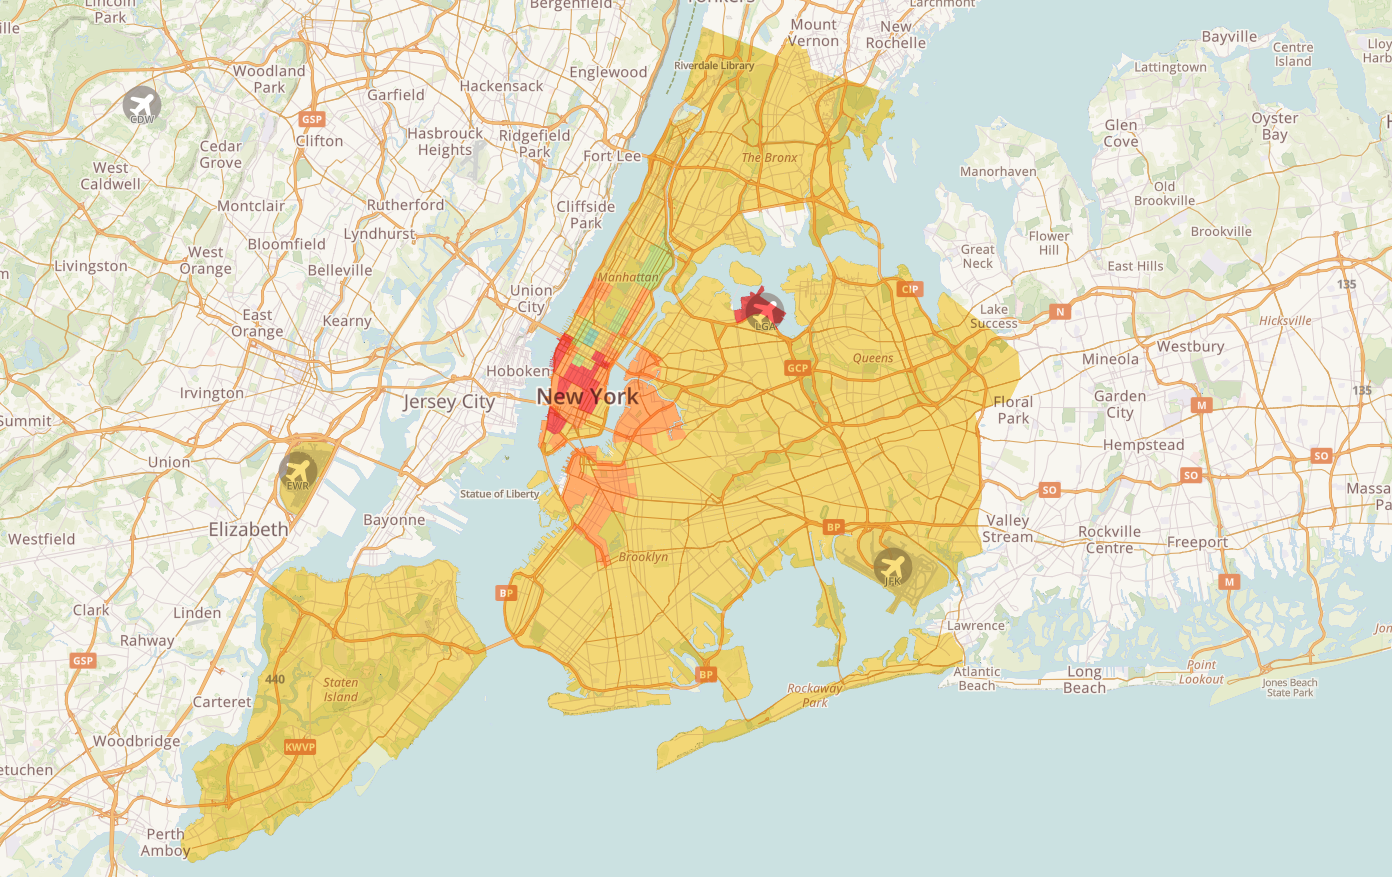 Lincoln
Park
Bergenfield
Yonkers
Mount
Vernon
New
Rochelle
Larchmont
Bayville
Centre
Island
Lattingtown
Riverdale Library
Woodland
Park
Englewood
Hackensack
Garfield
CDW
GSP
Clifton
Hasbrouck
Heights
Ridgefield
Park
Fort Lee
The Bronx
Cedar
Grove
West
Caldwell
Glen
Cove
Oyster
Bay
Manorhaven
Old
Brookville
Montclair
Rutherford
Cliffside
Park
Lyndhurst
Bloomfield
West
Orange
Livingston
Belleville
Great
Neck
Flower
Hill
Brookville
East Hills
Manhattan
Union
City
CIP
135
East
Orange
Kearny
LGA
Lake
Success
N
Hicksville
Westbury
Mineola
Queens
GCP
Hoboken
Irvington
Jersey City
New York
Floral
Park
Garden
City
M
135
Summit
Hempstead
Union
EWR
SO
SO
SO
Statue of Liberty
Elizabeth
Bayonne
Westfield
BP
Valley
Stream
Rockville
Centre
Freeport
Brooklyn
JFK
BP
M
Clark
Linden
Rahway
Lawrence
GSP
440
Staten
Island
BP
Rockaway
Park
Atlantic
Beach
Long
Beach
Point
Lookout
Jones Beach
State Park
Carteret
Woodbridge
KWVP
Perth
Amboy